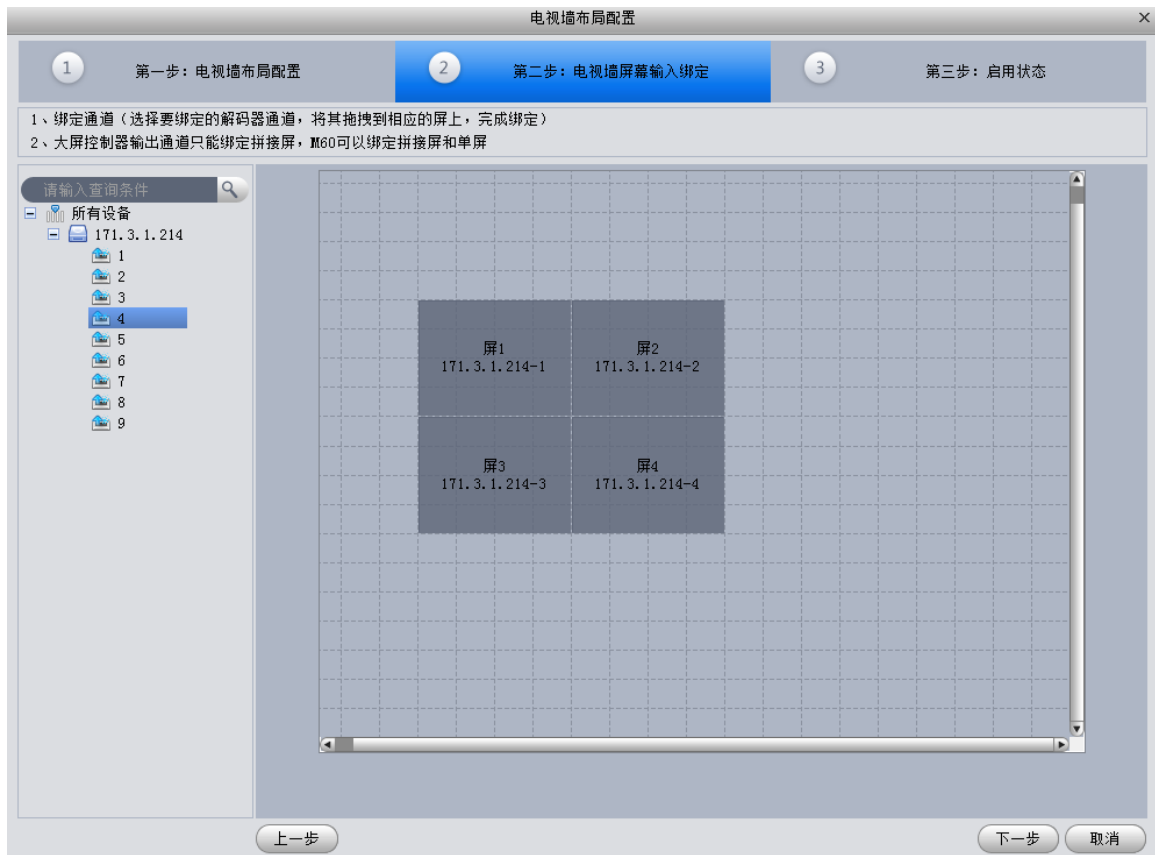 电视墙布局配置
1 第一步：电视墙布局配置
2 第二步：电视墙屏幕输入绑定
3 第三步：启用状态
1、绑定通道（选择要绑定的解码器通道，将其拖拽到相应的屏上，完成绑定）
2、大屏控制器输出通道只能绑定拼接屏，M60可以绑定拼接屏和单屏
请输入查询条件
所有设备
171.3.1.214
1
2
3
4
5
6
7
8
9
屏1
171.3.1.214-1
屏2
171.3.1.214-2
屏3
171.3.1.214-3
屏4
171.3.1.214-4
上一步
下一步
取消